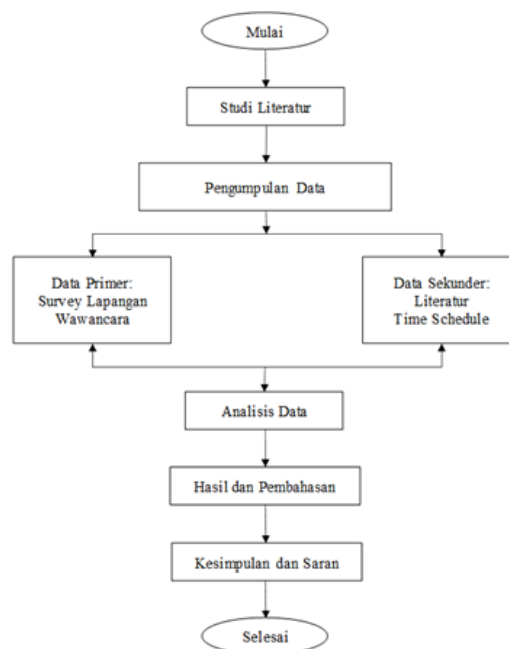 Mulai
Studi Literatur
Pengumpulan Data
Data Primer:
Survey Lapangan
Wawancara
Data Sekunder:
Literatur
Time Schedule
Analisis Data
Hasil dan Pembahasan
Kesimpulan dan Saran
Selesai